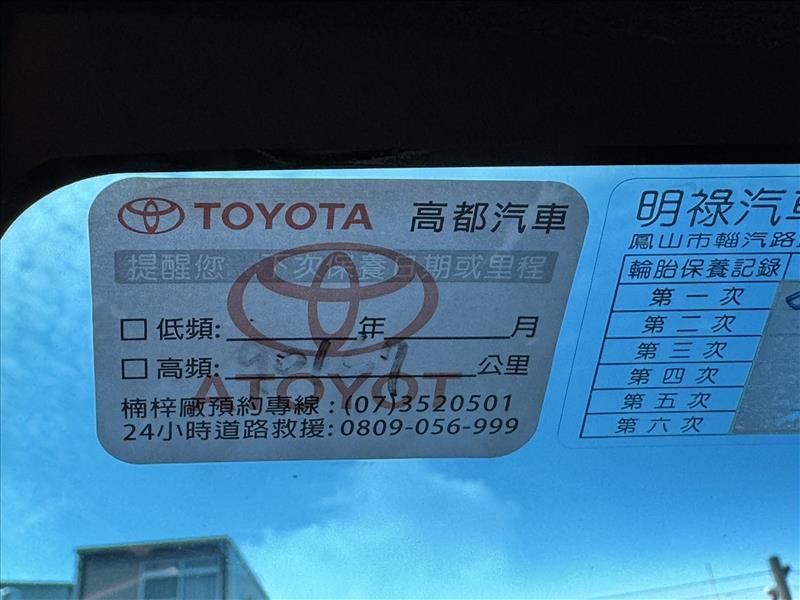 TOYOTA 高都汽車
提醒您 下次保養日期或里程
□ 低頻: 年 月
□ 高頻: 公里
楠梓廠預約專線:(07)3520501
24小時道路救援:0809-056-999
TOYOTA
明祿汽車
鳳山市輜汽路
輪胎保養記錄
第一次
第二次
第三次
第四次
第五次
第六次